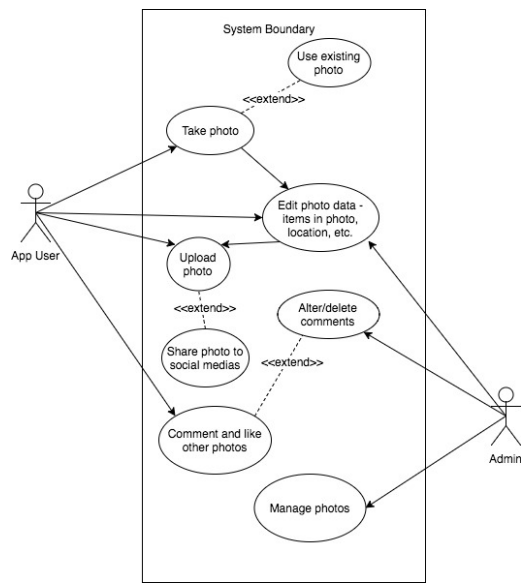 System Boundary
Use existing
photo
<<extend>>
Take photo
Edit photo data -
items in photo,
location, etc.
App User
Upload
photo
<<extend>>
Alter/delete
comments
Share photo to
social medias
<<extend>>
Comment and like
other photos
Admin
Manage photos